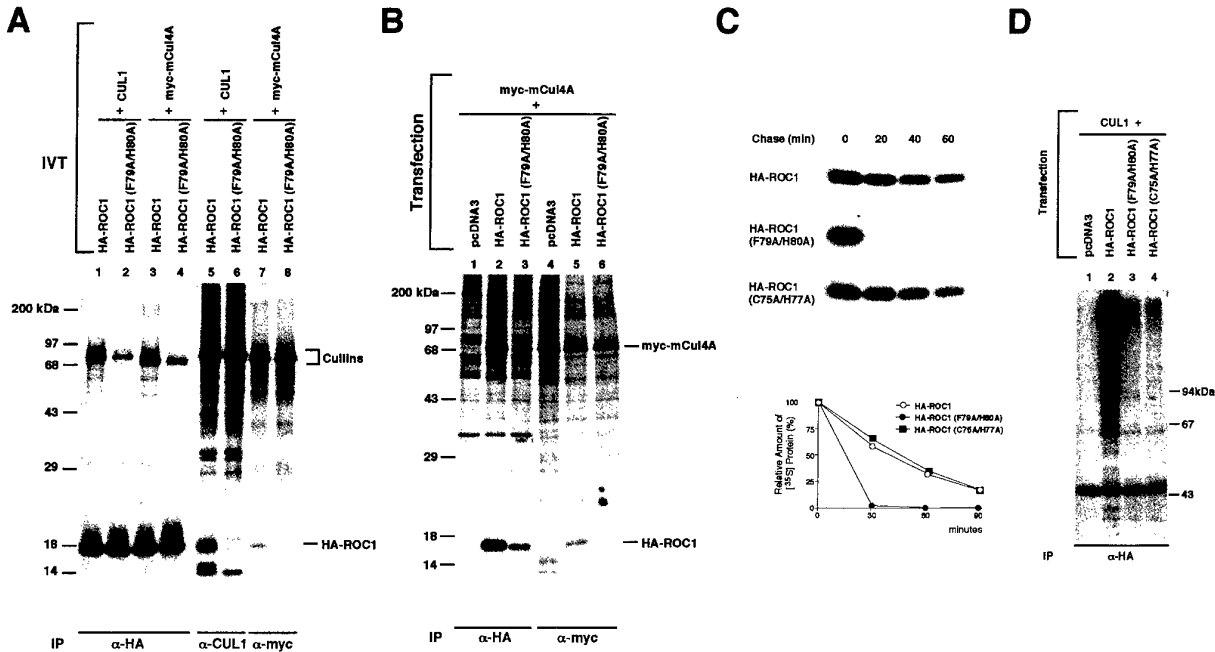 A
IVT
+ CUL1
+ myc-mCul4A
+ CUL1
+ myc-mCul4A
HA-ROC1
HA-ROC1 (F79A/H80A)
HA-ROC1
HA-ROC1 (F79A/H80A)
HA-ROC1
HA-ROC1 (F79A/H80A)
HA-ROC1
HA-ROC1 (F79A/H80A)
1 2 3 4 5 6 7 8
200 kDa
97
68
43
29
18
14
Cullins
HA-ROC1
IP α-HA α-CUL1 α-myc
B
Transfection
myc-mCul4A
+
pcDNA3
HA-ROC1
HA-ROC1 (F79A/H80A)
pcDNA3
HA-ROC1
HA-ROC1 (F79A/H80A)
1 2 3 4 5 6
200 kDa
97
68
43
29
18
14
myc-mCul4A
HA-ROC1
IP α-HA α-myc
C
Chase (min) 0 20 40 60
HA-ROC1
HA-ROC1
(F79A/H80A)
HA-ROC1
(C75A/H77A)
Relative Amount of
[35S] Protein (%)
100
75
50
25
0
0 30 60 90
minutes
HA-ROC1
HA-ROC1 (F79A/H80A)
HA-ROC1 (C75A/H77A)
D
Transfection
CUL1 +
pcDNA3
HA-ROC1
HA-ROC1 (F79A/H80A)
HA-ROC1 (C75A/H77A)
1 2 3 4
94kDa
67
43
IP α-HA